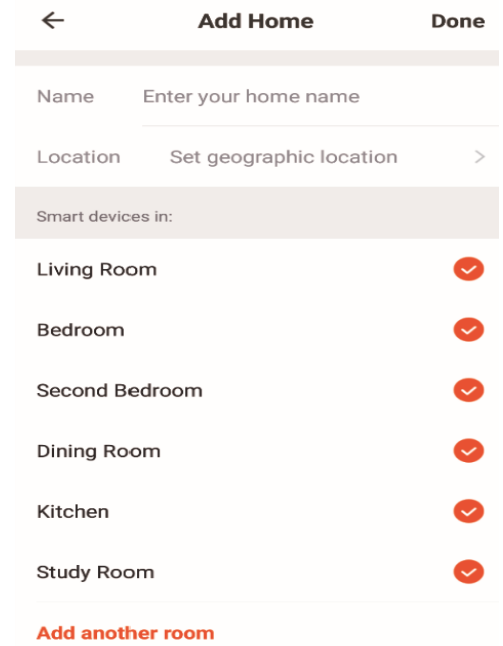 Add Home Done
Name Enter your home name
Location Set geographic location
Smart devices in:
Living Room
Bedroom
Second Bedroom
Dining Room
Kitchen
Study Room
Add another room